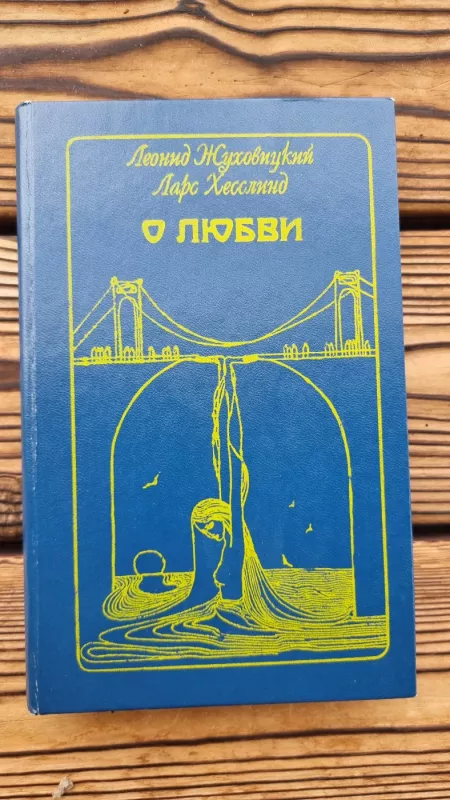 Леонид Жуховицкий
Ларс Хесслинд
О ЛЮБВИ